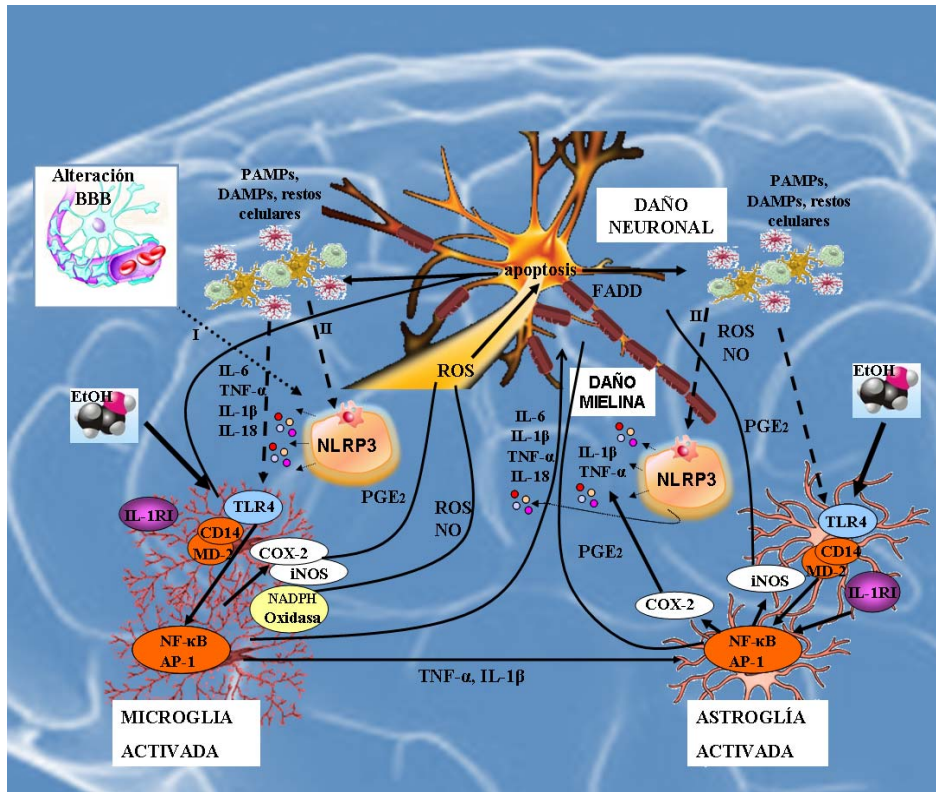 Alteración
BBB
PAMPs,
DAMPs, restos
celulares
DAÑO
NEURONAL
PAMPs,
DAMPs, restos
celulares
apoptosis
FADD
I
II
II
ROS
NO
IL-6
TNF-α
IL-1β
IL-18
ROS
DAÑO
MIELINA
EtOH
EtOH
NLRP3
IL-6
IL-1β
TNF-α
IL-18
IL-1β
TNF-α
NLRP3
PGE2
PGE2
ROS
NO
PGE2
IL-1RI
TLR4
CD14
MD-2
COX-2
iNOS
NADPH
Oxidasa
NF-κB
AP-1
TLR4
CD14
MD-2
iNOS
IL-1RI
COX-2
NF-κB
AP-1
TNF-α, IL-1β
MICROGLIA
ACTIVADA
ASTROGLÍA
ACTIVADA